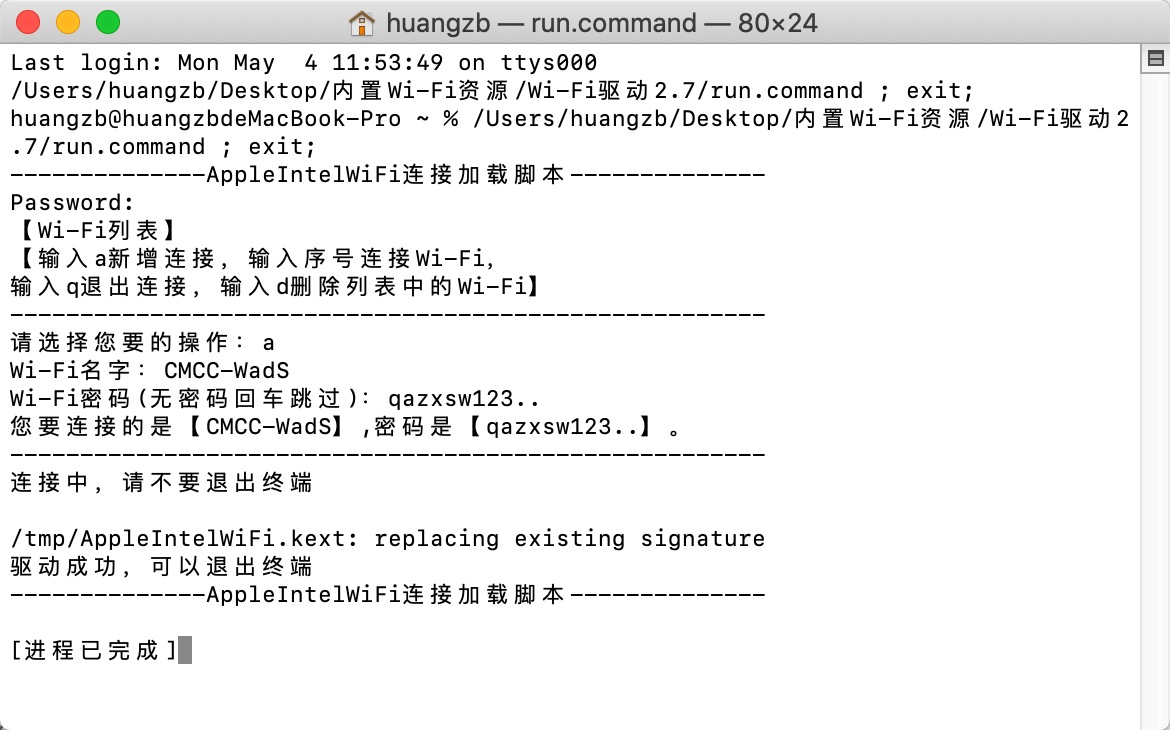 huangzb — run.command — 80×24
Last login: Mon May  4 11:53:49 on ttys000
/Users/huangzb/Desktop/内置Wi-Fi资源/Wi-Fi驱动2.7/run.command ; exit;
huangzb@huangzbdeMacBook-Pro ~ % /Users/huangzb/Desktop/内置Wi-Fi资源/Wi-Fi驱动2
.7/run.command ; exit;
--------------AppleIntelWiFi连接加载脚本--------------
Password:
【Wi-Fi列表】
【输入a新增连接，输入序号连接Wi-Fi，
输入q退出连接，输入d删除列表中的Wi-Fi】
------------------------------------------------------
请选择您要的操作：a
Wi-Fi名字：CMCC-WadS
Wi-Fi密码(无密码回车跳过)：qazxsw123..
您要连接的是【CMCC-WadS】,密码是【qazxsw123..】。
------------------------------------------------------
连接中，请不要退出终端
/tmp/AppleIntelWiFi.kext: replacing existing signature
驱动成功，可以退出终端
--------------AppleIntelWiFi连接加载脚本--------------
[进程已完成]